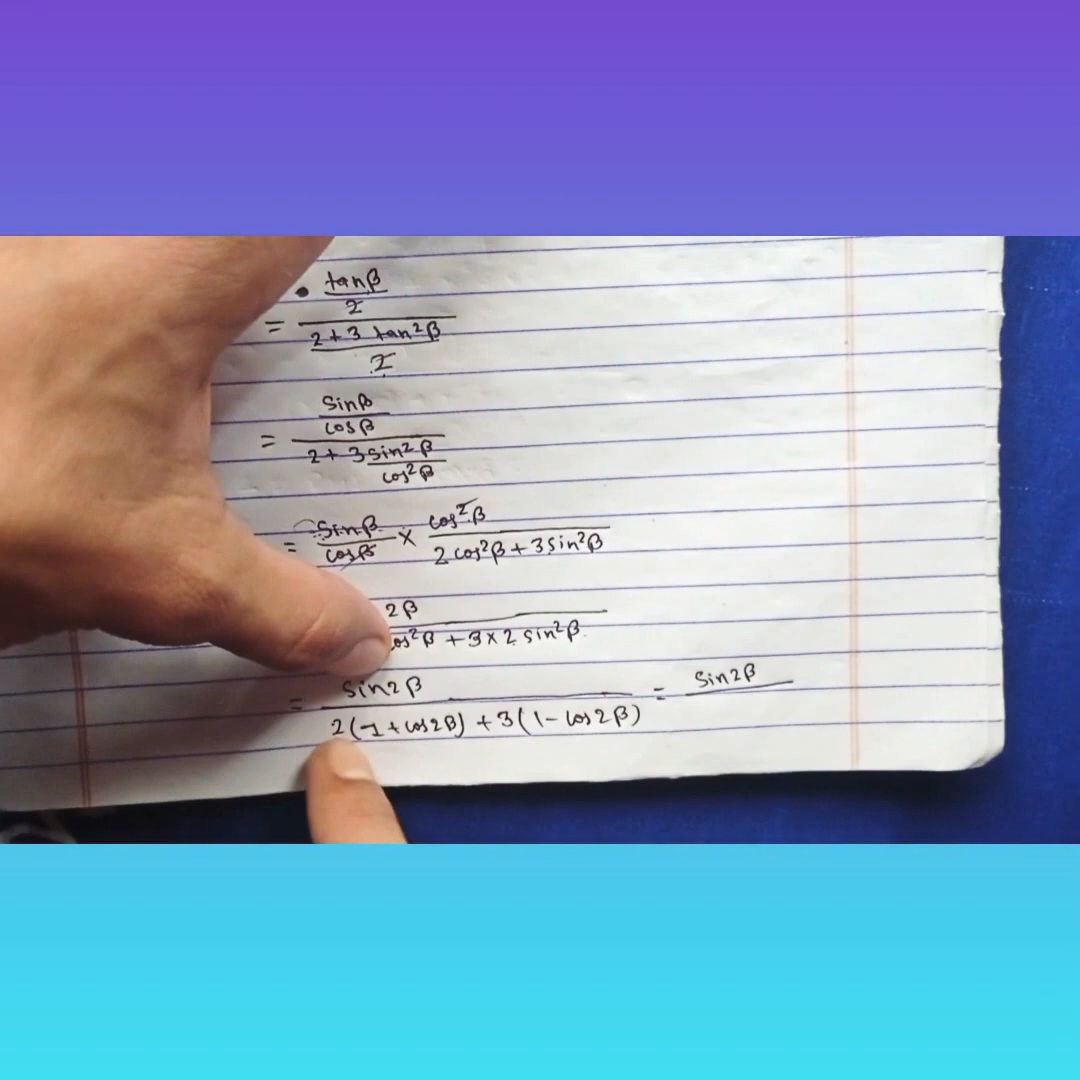 tanβ
2
= 2 + 3 tan²β
2
sinβ
cosβ
= 2 + 3 sin²β
cos²β
= sinβ × cos²β
cosβ 2 cos²β + 3 sin²β
2β
cos²β + 3 × 2 sin²β
= sin2β = sin2β
2(1 + cos2β) + 3(1 - cos2β)